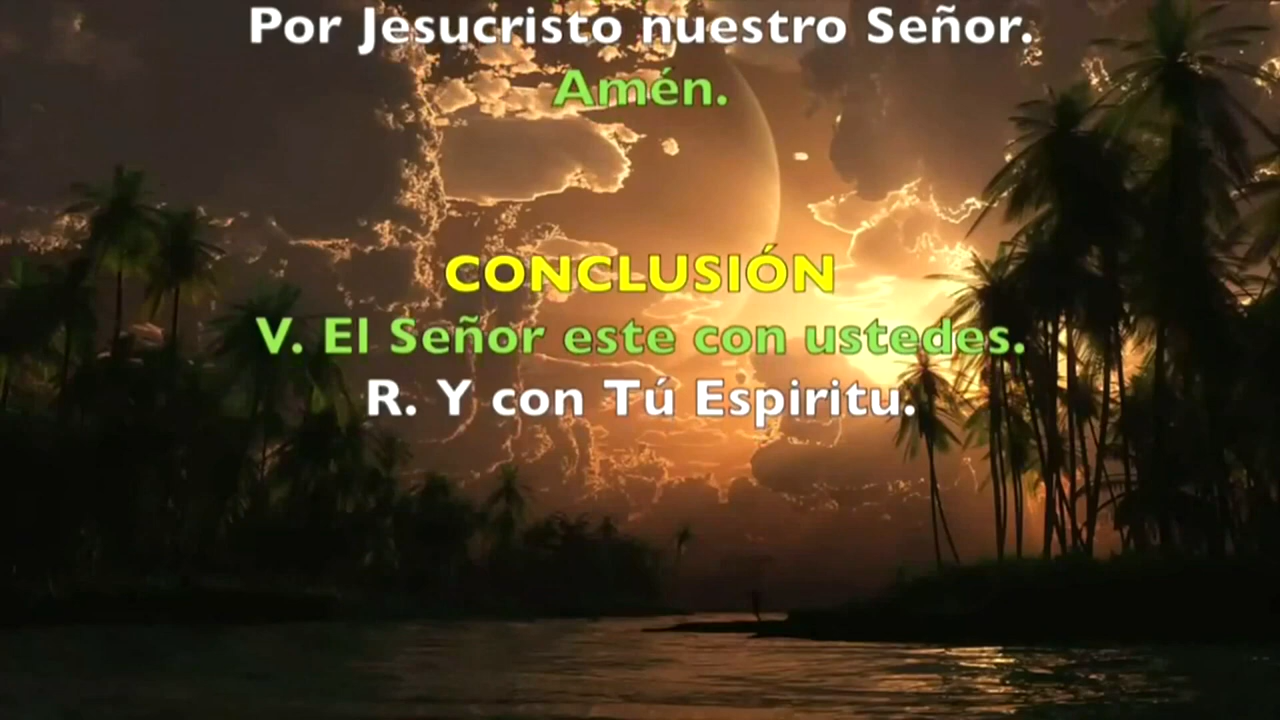 Por Jesucristo nuestro Señor.
Amén.
CONCLUSIÓN
V. El Señor este con ustedes.
R. Y con Tú Espiritu.